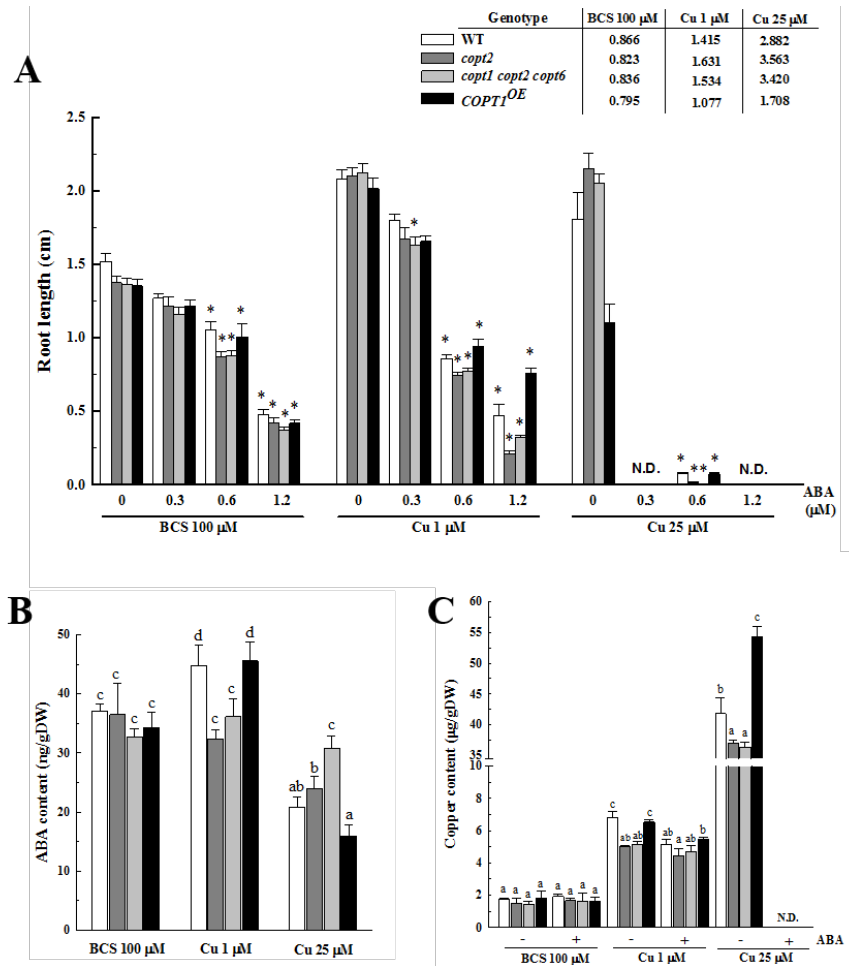 Genotype BCS 100 μM Cu 1 μM Cu 25 μM
WT 0.866 1.415 2.882
copt2 0.823 1.631 3.563
copt1 copt2 copt6 0.836 1.534 3.420
COPT1OE 0.795 1.077 1.708
A
Root length (cm)
2.5
2.0
1.5
1.0
0.5
0.0
* ** * * * * * * * ** * * * * * * ** *
N.D. N.D.
0 0.3 0.6 1.2 0 0.3 0.6 1.2 0 0.3 0.6 1.2 ABA
(μM)
BCS 100 μM Cu 1 μM Cu 25 μM
B
ABA content (ng/gDW)
50
40
30
20
10
0
c c c c d c c d ab b c a
BCS 100 μM Cu 1 μM Cu 25 μM
C
Copper content (μg/gDW)
60
55
50
45
40
35
10
8
6
4
2
0
a a a a a a a a c ab ab c ab a ab b b a a c
N.D.
- + - + - + ABA
BCS 100 μM Cu 1 μM Cu 25 μM